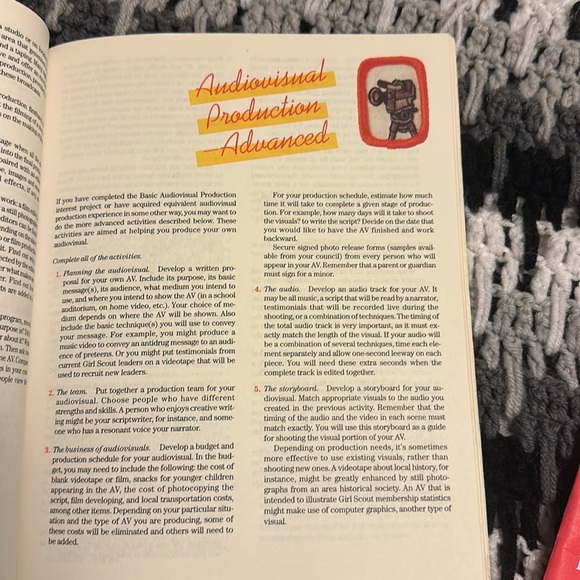 Audiovisual
Production
—Advanced
If you have completed the Basic Audiovisual Production
interest project or have acquired equivalent audiovisual
production experience in some other way, you may want to
do the more advanced activities described below. These
activities are aimed at helping you produce your own
audiovisual.
Complete all of the activities.
1. Planning the audiovisual. Develop a written pro-
posal for your own AV. Include its purpose, its basic
message(s), its audience, what medium you intend to
use, and where you intend to show the AV (in a school
auditorium, on home video, etc.). Your choice of me-
dium depends on where the AV will be shown. Also
include the basic technique(s) you will use to convey
your message. For example, you might produce a
music video to convey an antidrug message to an audi-
ence of preteens. Or you might put testimonials from
current Girl Scout leaders on a videotape that will be
used to recruit new leaders.
2. The team. Put together a production team for your
audiovisual. Choose people who have different
strengths and skills. A person who enjoys creative writ-
ing might be your scriptwriter, for instance, and some-
one who has a resonant voice your narrator.
3. The business of audiovisuals. Develop a budget and
production schedule for your audiovisual. In the bud-
get, you may need to include the following: the cost of
blank videotape or film, snacks for younger children
appearing in the AV, the cost of photocopying the
script, film developing, and local transportation costs,
among other items. Depending on your particular situ-
ation and the type of AV you are producing, some of
these costs will be eliminated and others will need to
be added.
For your production schedule, estimate how much
time it will take to complete a given stage of produc-
tion. For example, how many days will it take to shoot
the visuals? to write the script? Decide on the date that
you would like to have the AV finished and work
backward.
Secure signed photo release forms (samples avail-
able from your council) from every person who will
appear in your AV. Remember that a parent or guardian
must sign for a minor.
4. The audio. Develop an audio track for your AV. It
may be all music, a script that will be read by a narrator,
testimonials that will be recorded live during the
shooting, or a combination of techniques. The timing of
the total audio track is very important, as it must ex-
actly match the length of the visual. If your audio will
be a combination of several techniques, time each ele-
ment separately and allow one-second leeway on each
piece. You will need these extra seconds when the
complete track is edited together.
5. The storyboard. Develop a storyboard for your au-
diovisual. Match appropriate visuals to the audio you
created in the previous activity. Remember that the
timing of the audio and the video in each scene must
match exactly. You will use this storyboard as a guide
for shooting the visual portion of your AV.
Depending on production needs, it's sometimes
more effective to use existing visuals, rather than
shooting new ones. A videotape about local history, for
instance, might be greatly enhanced by still photo-
graphs from an area historical society. An AV that is
intended to illustrate Girl Scout membership statistics
might make use of computer graphics, another type of
visual.